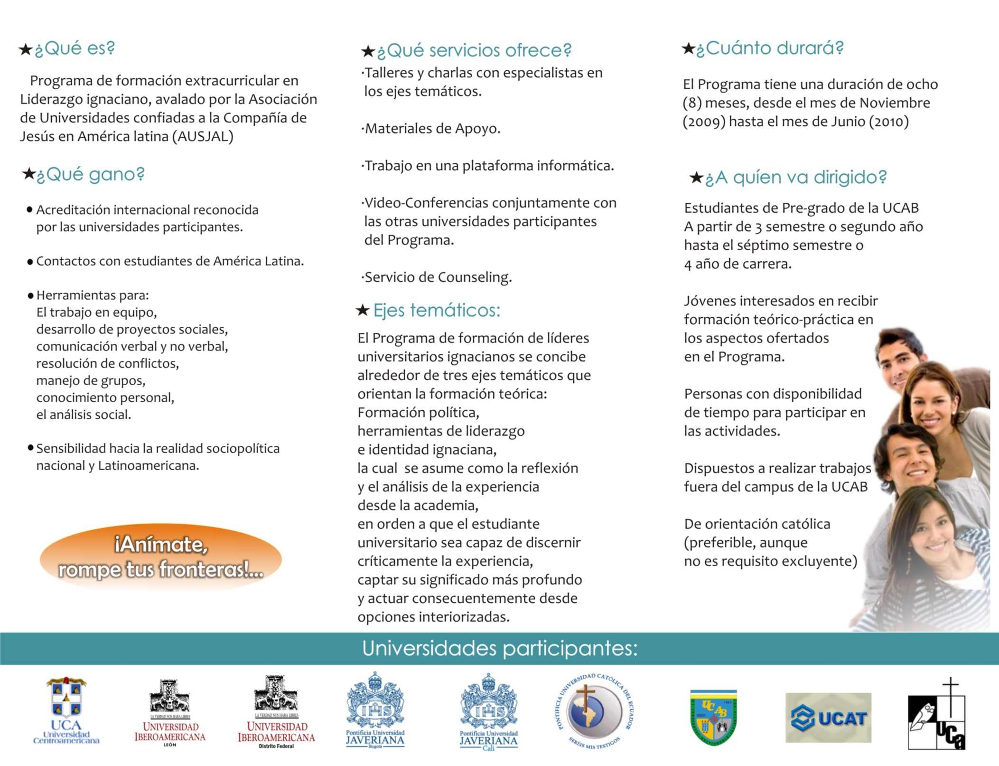 ★¿Qué es?
Programa de formación extracurricular en
Liderazgo ignaciano, avalado por la Asociación
de Universidades confiadas a la Compañía de
Jesús en América latina (AUSJAL)
★¿Qué gano?
● Acreditación internacional reconocida
por las universidades participantes.
● Contactos con estudiantes de América Latina.
● Herramientas para:
El trabajo en equipo,
desarrollo de proyectos sociales,
comunicación verbal y no verbal,
resolución de conflictos,
manejo de grupos,
conocimiento personal,
el análisis social.
● Sensibilidad hacia la realidad sociopolítica
nacional y Latinoamericana.
¡Anímate,
rompe tus fronteras!...
★¿Qué servicios ofrece?
·Talleres y charlas con especialistas en
los ejes temáticos.
·Materiales de Apoyo.
·Trabajo en una plataforma informática.
·Video-Conferencias conjuntamente con
las otras universidades participantes
del Programa.
·Servicio de Counseling.
★ Ejes temáticos:
El Programa de formación de líderes
universitarios ignacianos se concibe
alrededor de tres ejes temáticos que
orientan la formación teórica:
Formación política,
herramientas de liderazgo
e identidad ignaciana,
la cual se asume como la reflexión
y el análisis de la experiencia
desde la academia,
en orden a que el estudiante
universitario sea capaz de discernir
críticamente la experiencia,
captar su significado más profundo
y actuar consecuentemente desde
opciones interiorizadas.
★¿Cuánto durará?
El Programa tiene una duración de ocho
(8) meses, desde el mes de Noviembre
(2009) hasta el mes de Junio (2010)
★¿A quíen va dirigido?
Estudiantes de Pre-grado de la UCAB
A partir de 3 semestre o segundo año
hasta el séptimo semestre o
4 año de carrera.
Jóvenes interesados en recibir
formación teórico-práctica en
los aspectos ofertados
en el Programa.
Personas con disponibilidad
de tiempo para participar en
las actividades.
Dispuestos a realizar trabajos
fuera del campus de la UCAB
De orientación católica
(preferible, aunque
no es requisito excluyente)
Universidades participantes:
UCA
Universidad
Centroamericana
LA VERDAD NOS HARA LIBRES
UNIVERSIDAD
IBEROAMERICANA
LEÓN
LA VERDAD NOS HARA LIBRES
UNIVERSIDAD
IBEROAMERICANA
Distrito Federal
IHS
Pontificia Universidad
JAVERIANA
Bogotá
IHS
Pontificia Universidad
JAVERIANA
Cali
PONTIFICIA UNIVERSIDAD CATÓLICA DEL ECUADOR
SERÉIS MIS TESTIGOS
1953
UCAB
UCAT
UCa